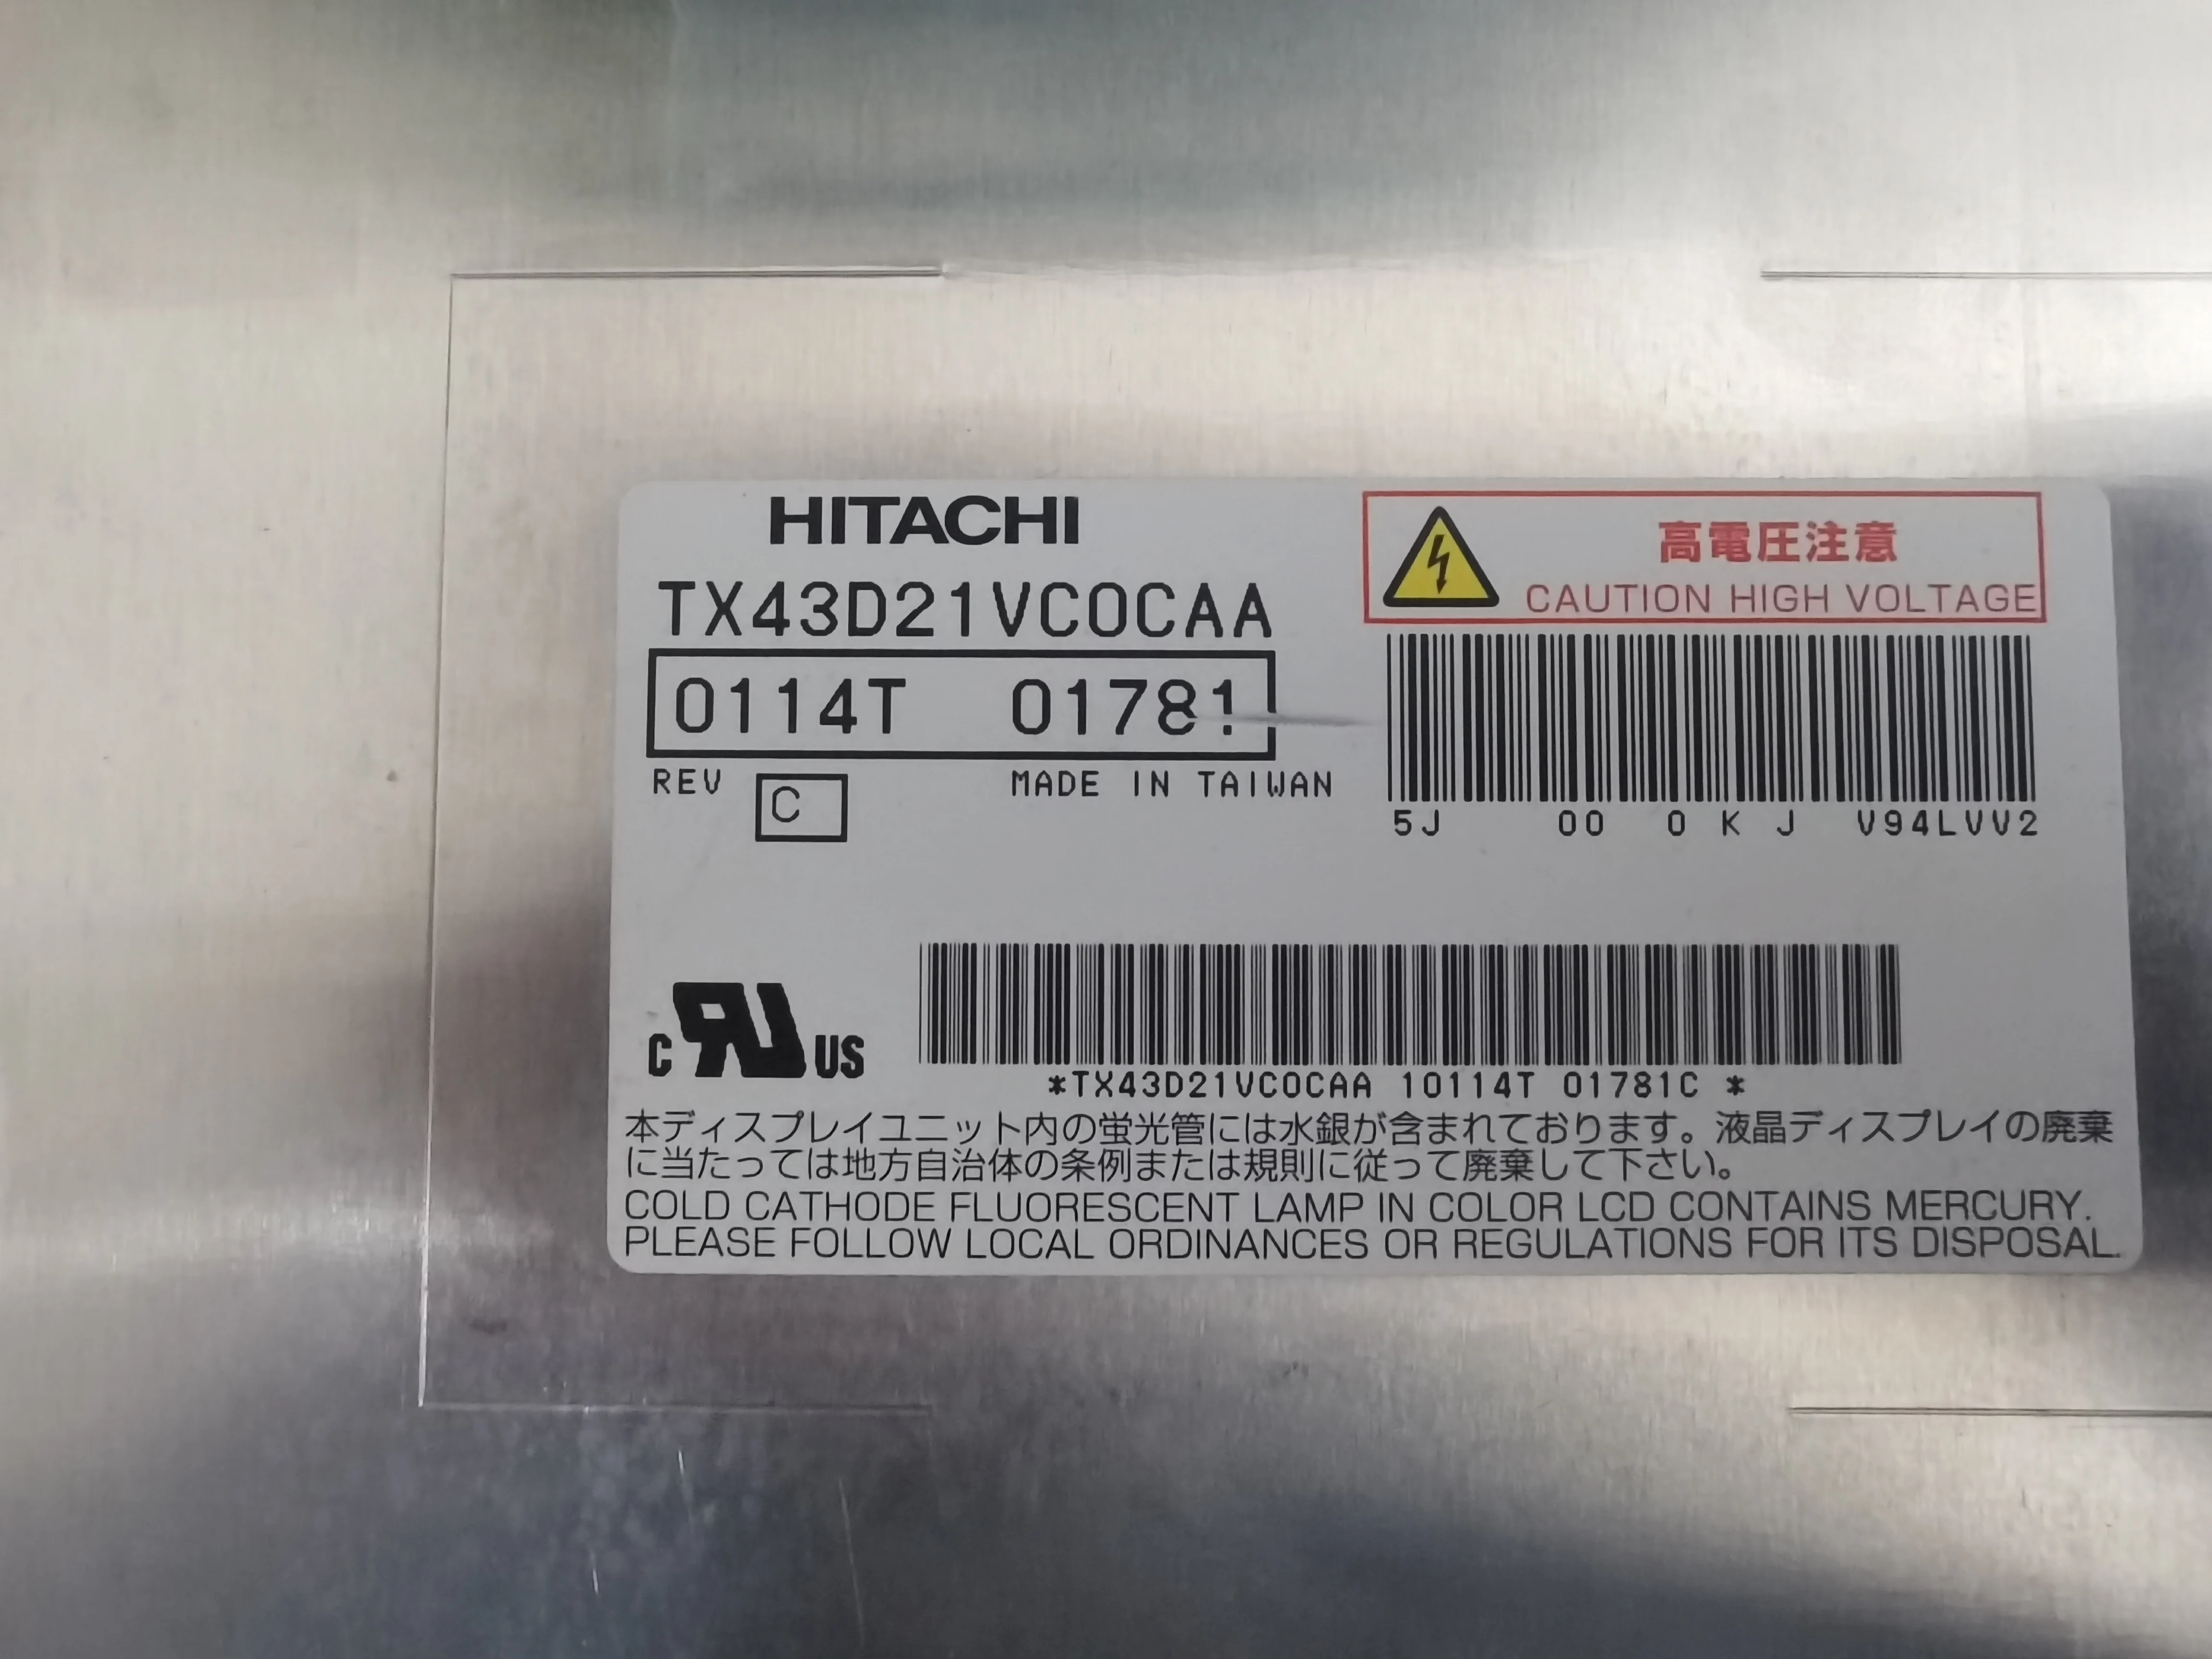 HITACHI
TX43D21VC0CAA
0114T 01781
REV C MADE IN TAIWAN
高電圧注意
CAUTION HIGH VOLTAGE
5J 00 0 K J V94LVV2
C RU US
*TX43D21VC0CAA 10114T 01781C *
本ディスプレイユニット内の蛍光管には水銀が含まれております。液晶ディスプレイの廃棄
に当たっては地方自治体の条例または規則に従って廃棄して下さい。
COLD CATHODE FLUORESCENT LAMP IN COLOR LCD CONTAINS MERCURY.
PLEASE FOLLOW LOCAL ORDINANCES OR REGULATIONS FOR ITS DISPOSAL.